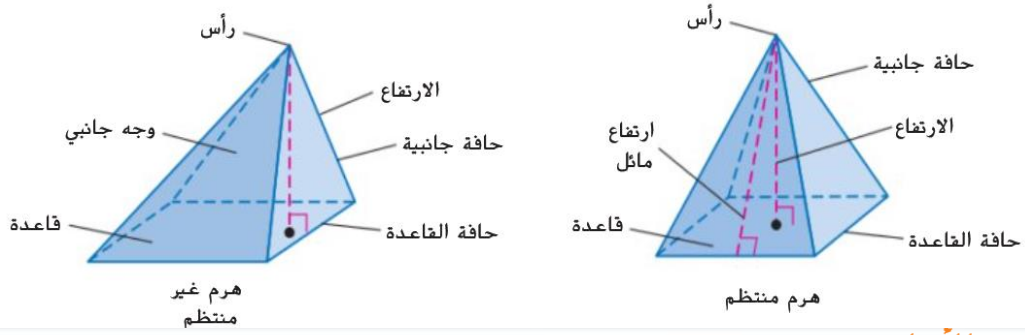 رأس
حافة جانبية
الارتفاع
ارتفاع
مائل
قاعدة
حافة القاعدة
هرم منتظم
رأس
الارتفاع
وجه جانبي
حافة جانبية
قاعدة
حافة القاعدة
هرم غير
منتظم